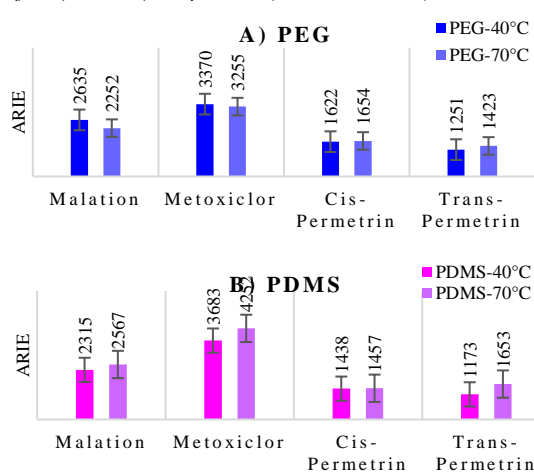 A) PEG
PEG-40°C
PEG-70°C
ARIE
2635
2252
3370
3255
1622
1654
1251
1423
Malation
Metoxiclor
Cis-
Permetrin
Trans-
Permetrin
B) PDMS
PDMS-40°C
PDMS-70°C
ARIE
2315
2567
3683
4252
1438
1457
1173
1653
Malation
Metoxiclor
Cis-
Permetrin
Trans-
Permetrin